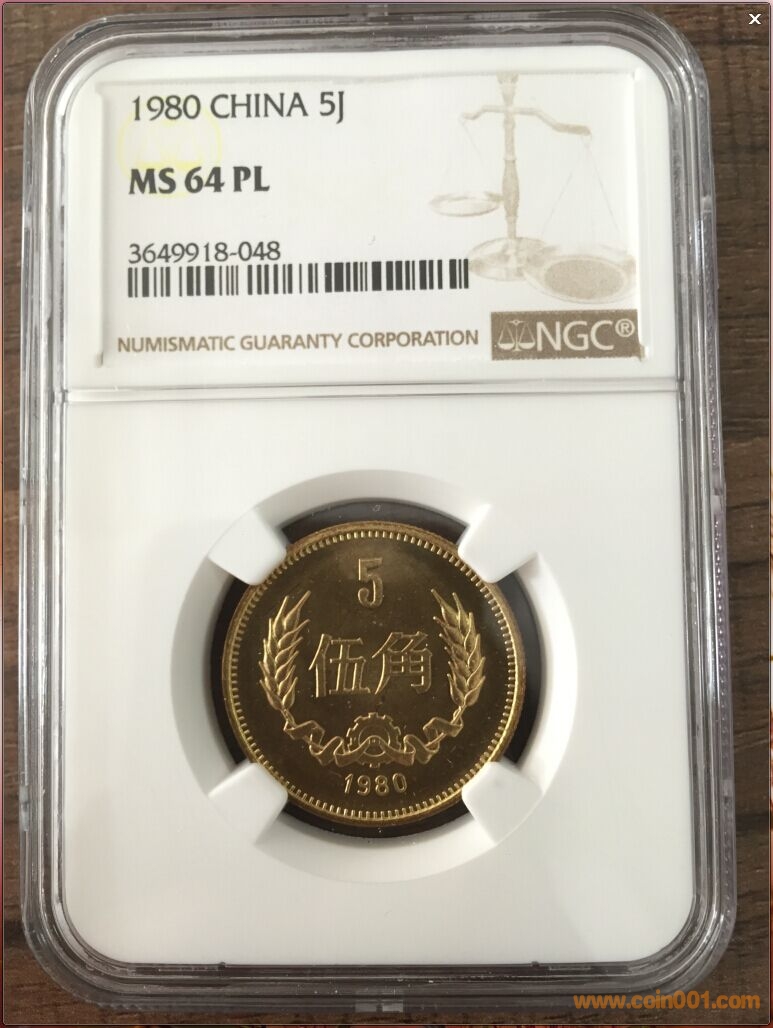 1980 CHINA 5J
MS 64 PL
3649918-048
NUMISMATIC GUARANTY CORPORATION
NGC®
5
伍角
1980
www.coin001.com